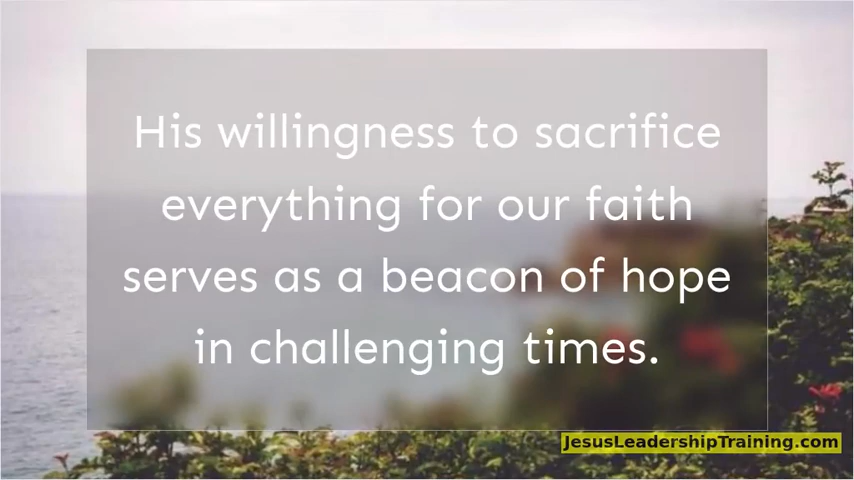 His willingness to sacrifice
everything for our faith
serves as a beacon of hope
in challenging times.
JesusLeadershipTraining.com